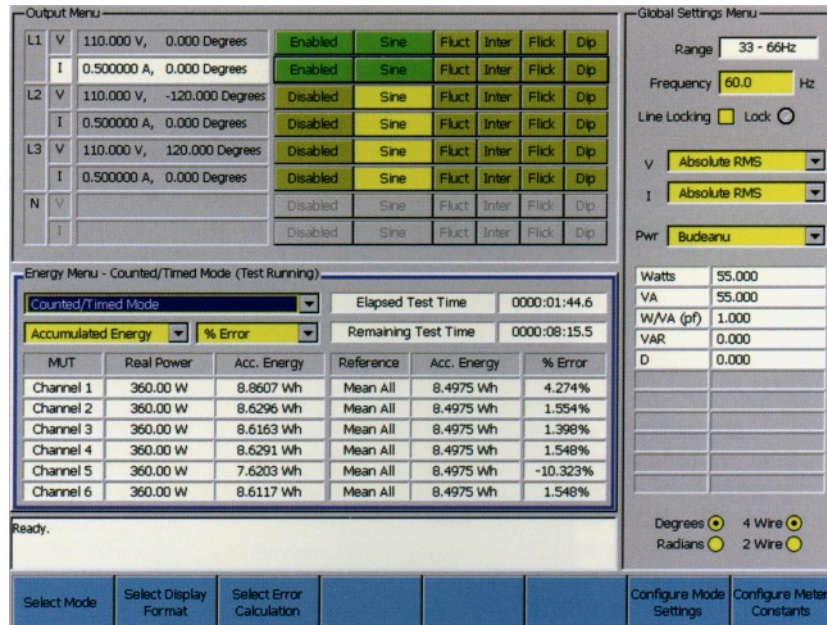 Output Menu
L1 V 110.000 V, 0.000 Degrees Enabled Sine Fluct Inter Flick Dip
I 0.500000 A, 0.000 Degrees Enabled Sine Fluct Inter Flick Dip
L2 V 110.000 V, -120.000 Degrees Disabled Sine Fluct Inter Flick Dip
I 0.500000 A, 0.000 Degrees Disabled Sine Fluct Inter Flick Dip
L3 V 110.000 V, 120.000 Degrees Disabled Sine Fluct Inter Flick Dip
I 0.500000 A, 0.000 Degrees Disabled Sine Fluct Inter Flick Dip
N V Disabled Sine Fluct Inter Flick Dip
I Disabled Sine Fluct Inter Flick Dip
Energy Menu - Counted/Timed Mode (Test Running)
Counted/Timed Mode Elapsed Test Time 0000:01:44.6
Accumulated Energy % Error Remaining Test Time 0000:08:15.5
MUT Real Power Acc. Energy Reference Acc. Energy % Error
Channel 1 360.00 W 8.8607 Wh Mean All 8.4975 Wh 4.274%
Channel 2 360.00 W 8.6296 Wh Mean All 8.4975 Wh 1.554%
Channel 3 360.00 W 8.6163 Wh Mean All 8.4975 Wh 1.398%
Channel 4 360.00 W 8.6291 Wh Mean All 8.4975 Wh 1.548%
Channel 5 360.00 W 7.6203 Wh Mean All 8.4975 Wh -10.323%
Channel 6 360.00 W 8.6117 Wh Mean All 8.4975 Wh 1.548%
Ready.
Global Settings Menu
Range 33 - 66Hz
Frequency 60.0 Hz
Line Locking Lock
V Absolute RMS
I Absolute RMS
Pwr Budeanu
Watts 55.000
VA 55.000
W/VA (pf) 1.000
VAR 0.000
D 0.000
Degrees 4 Wire
Radians 2 Wire
Select Mode
Select Display
Format
Select Error
Calculation
Configure Mode
Settings
Configure Meter
Constants